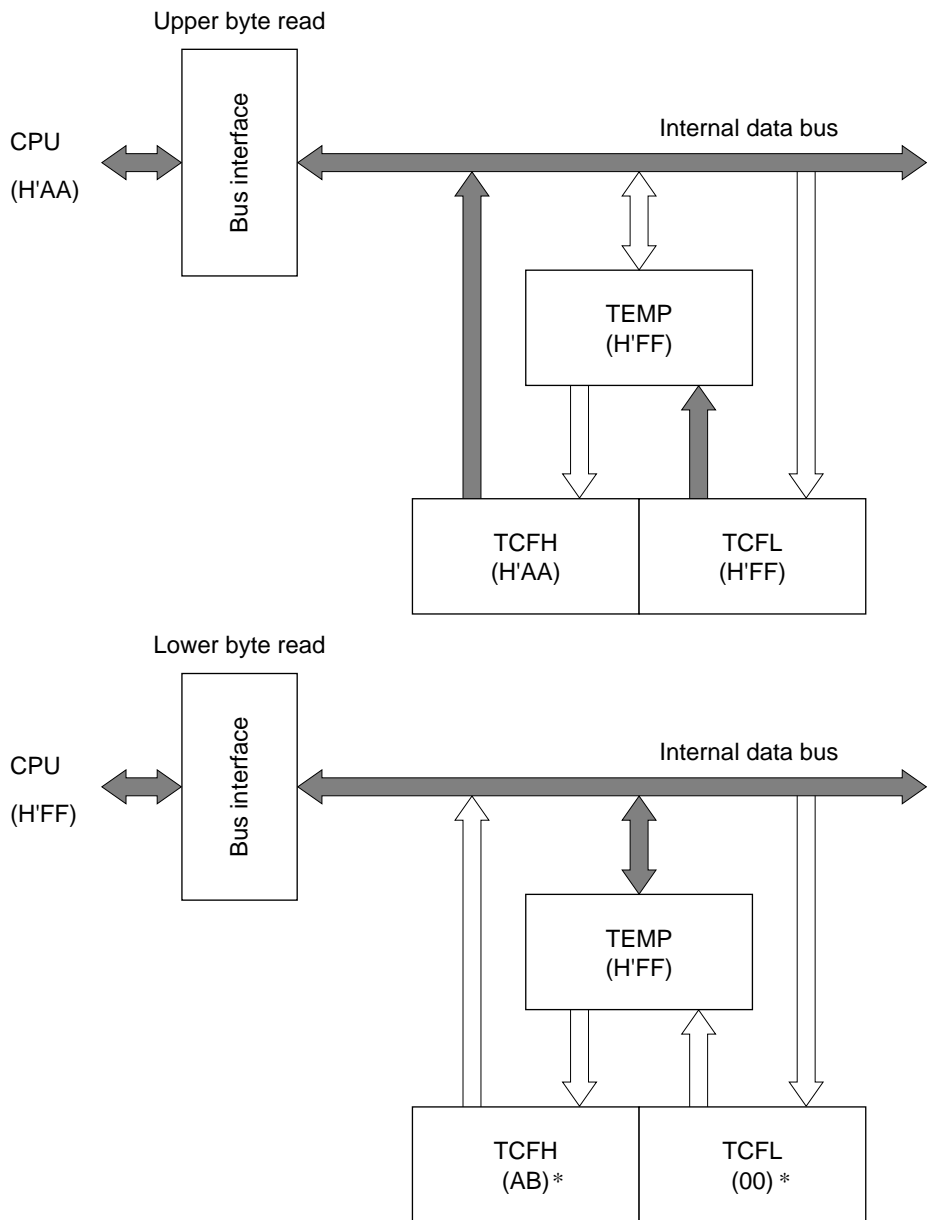 Upper byte read
Bus interface
CPU
(H'AA)
Internal data bus
TEMP
(H'FF)
TCFH
(H'AA)
TCFL
(H'FF)
Lower byte read
Bus interface
CPU
(H'FF)
Internal data bus
TEMP
(H'FF)
TCFH
(AB)*
TCFL
(00)*